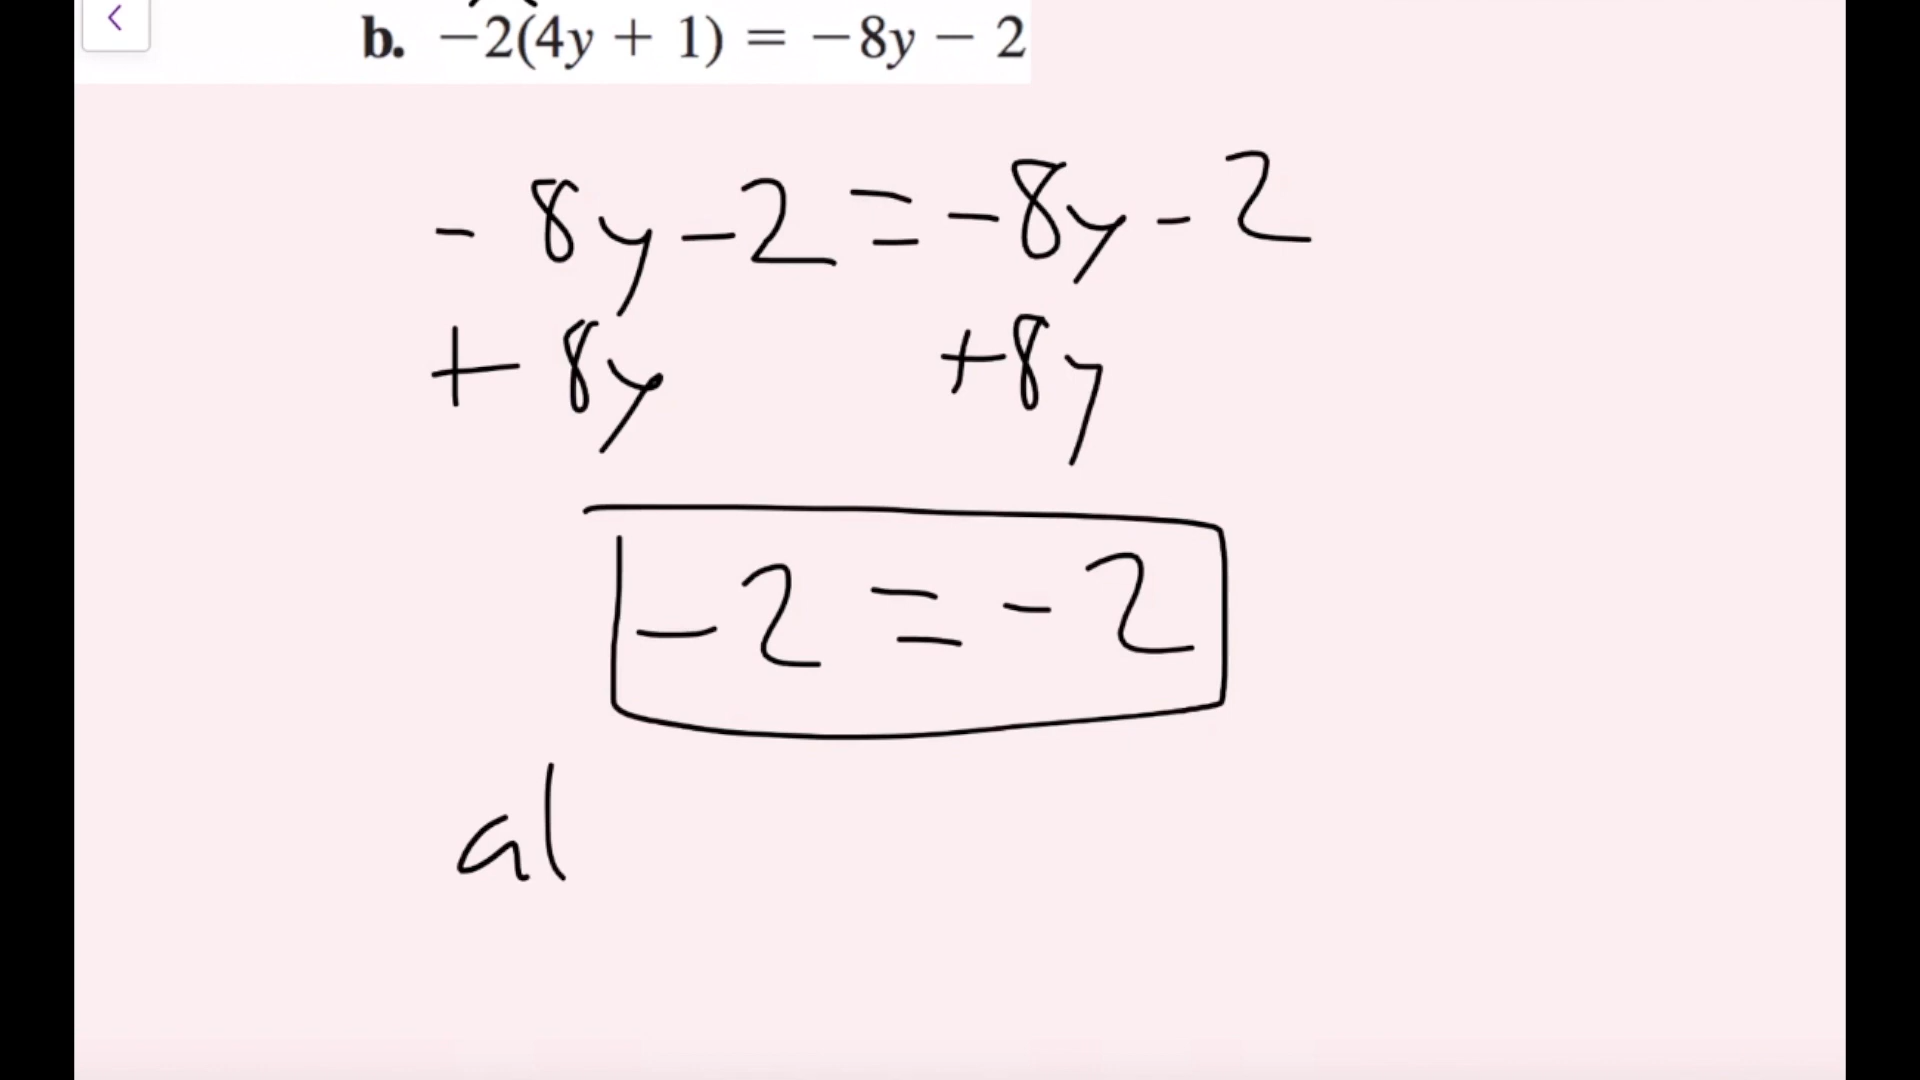 b. −2(4y + 1) = −8y − 2
- 8y - 2 = -8y - 2
+ 8y +8y
-2 = -2
al